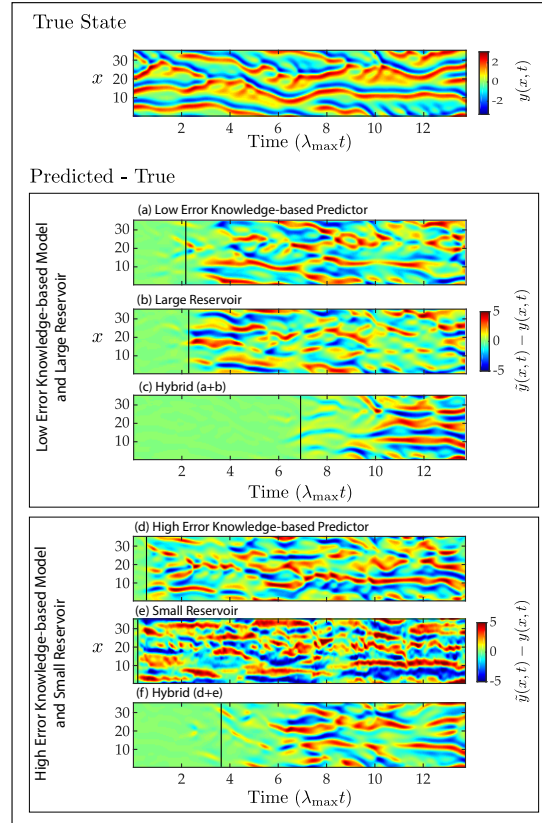 True State
x
30
20
10
2 4 6 8 10 12
Time (λmax t)
2
0
-2
y(x, t)
Predicted - True
Low Error Knowledge-based Model
and Large Reservoir
(a) Low Error Knowledge-based Predictor
30
20
10
(b) Large Reservoir
x
30
20
10
(c) Hybrid (a+b)
30
20
10
2 4 6 8 10 12
Time (λmax t)
5
0
-5
ỹ(x, t) − y(x, t)
High Error Knowledge-based Model
and Small Reservoir
(d) High Error Knowledge-based Predictor
30
20
10
(e) Small Reservoir
x
30
20
10
(f) Hybrid (d+e)
30
20
10
2 4 6 8 10 12
Time (λmax t)
5
0
-5
ỹ(x, t) − y(x, t)